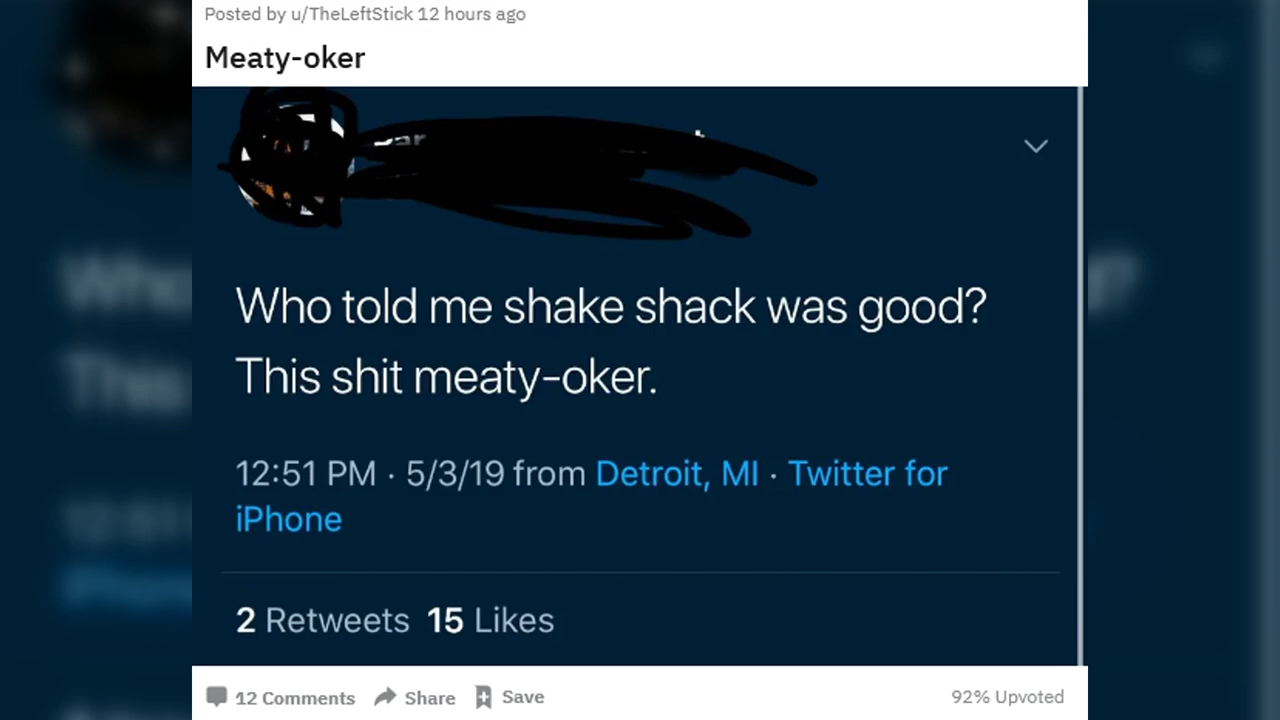 Posted by u/TheLeftStick 12 hours ago
Meaty-oker
Who told me shake shack was good?
This shit meaty-oker.
12:51 PM · 5/3/19 from Detroit, MI · Twitter for
iPhone
2 Retweets 15 Likes
12 Comments Share Save 92% Upvoted